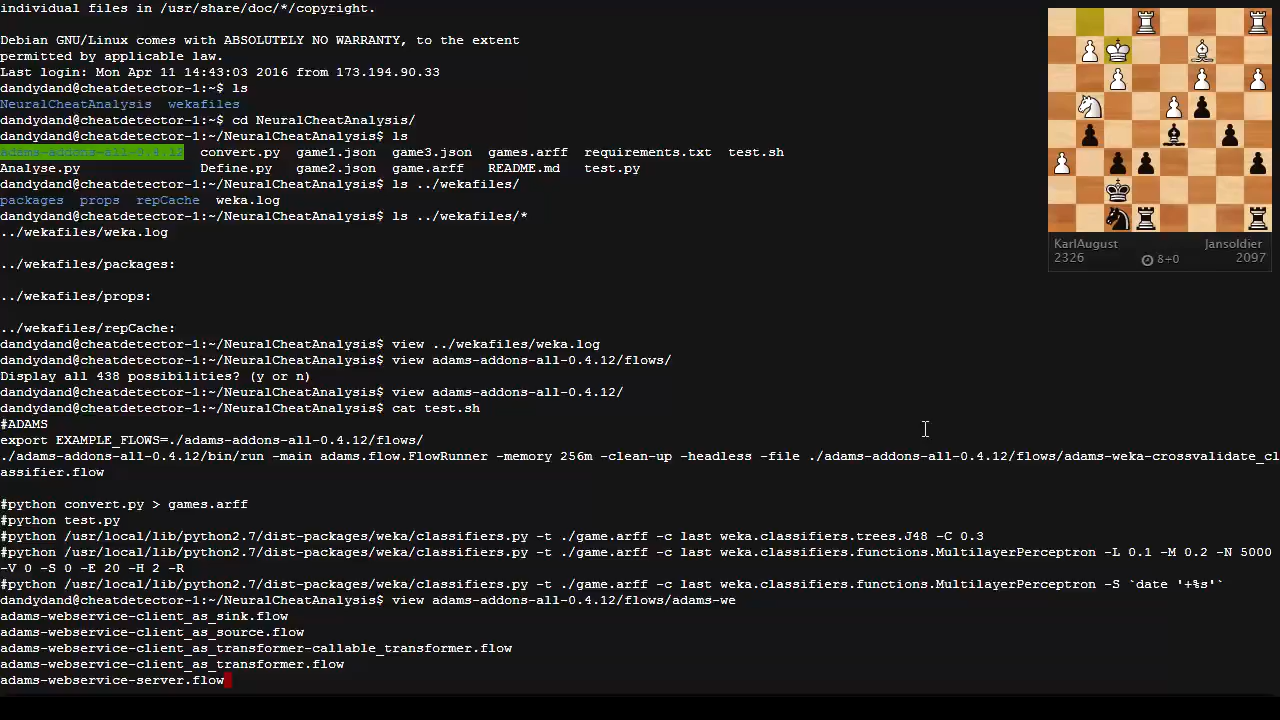 individual files in /usr/share/doc/*/copyright.
Debian GNU/Linux comes with ABSOLUTELY NO WARRANTY, to the extent
permitted by applicable law.
Last login: Mon Apr 11 14:43:03 2016 from 173.194.90.33
dandydand@cheatdetector-1:~$ ls
NeuralCheatAnalysis  wekafiles
dandydand@cheatdetector-1:~$ cd NeuralCheatAnalysis/
dandydand@cheatdetector-1:~/NeuralCheatAnalysis$ ls
adams-addons-all-0.4.12  convert.py  game1.json  game3.json  games.arff  requirements.txt  test.sh
Analyse.py               Define.py   game2.json  game.arff   README.md   test.py
dandydand@cheatdetector-1:~/NeuralCheatAnalysis$ ls ../wekafiles/
packages  props  repCache  weka.log
dandydand@cheatdetector-1:~/NeuralCheatAnalysis$ ls ../wekafiles/*
../wekafiles/weka.log
../wekafiles/packages:
../wekafiles/props:
../wekafiles/repCache:
dandydand@cheatdetector-1:~/NeuralCheatAnalysis$ view ../wekafiles/weka.log
dandydand@cheatdetector-1:~/NeuralCheatAnalysis$ view adams-addons-all-0.4.12/flows/
Display all 438 possibilities? (y or n)
dandydand@cheatdetector-1:~/NeuralCheatAnalysis$ view adams-addons-all-0.4.12/
dandydand@cheatdetector-1:~/NeuralCheatAnalysis$ cat test.sh
#ADAMS
export EXAMPLE_FLOWS=./adams-addons-all-0.4.12/flows/
./adams-addons-all-0.4.12/bin/run -main adams.flow.FlowRunner -memory 256m -clean-up -headless -file ./adams-addons-all-0.4.12/flows/adams-weka-crossvalidate_cl
assifier.flow
#python convert.py > games.arff
#python test.py
#python /usr/local/lib/python2.7/dist-packages/weka/classifiers.py -t ./game.arff -c last weka.classifiers.trees.J48 -C 0.3
#python /usr/local/lib/python2.7/dist-packages/weka/classifiers.py -t ./game.arff -c last weka.classifiers.functions.MultilayerPerceptron -L 0.1 -M 0.2 -N 5000
-V 0 -S 0 -E 20 -H 2 -R
#python /usr/local/lib/python2.7/dist-packages/weka/classifiers.py -t ./game.arff -c last weka.classifiers.functions.MultilayerPerceptron -S `date '+%s'`
dandydand@cheatdetector-1:~/NeuralCheatAnalysis$ view adams-addons-all-0.4.12/flows/adams-we
adams-webservice-client_as_sink.flow
adams-webservice-client_as_source.flow
adams-webservice-client_as_transformer-callable_transformer.flow
adams-webservice-client_as_transformer.flow
adams-webservice-server.flow
KarlAugust Jansoldier
2326 8+0 2097